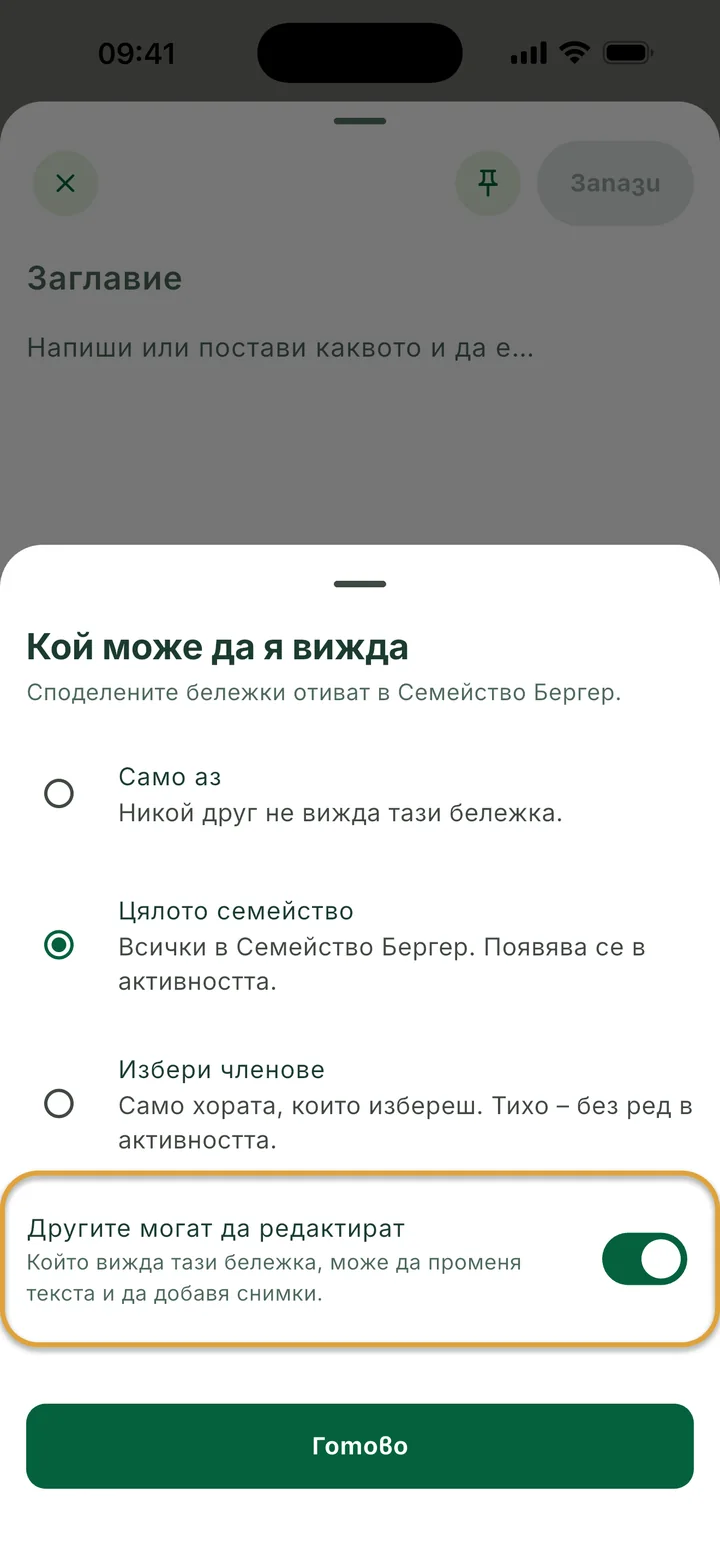 09:41
Запази
Заглавие
Напиши или постави каквото и да е...
Кой може да я вижда
Споделените бележки отиват в Семейство Бергер.
Само аз
Никой друг не вижда тази бележка.
Цялото семейство
Всички в Семейство Бергер. Появява се в
активността.
Избери членове
Само хората, които избереш. Тихо – без ред в
активността.
Другите могат да редактират
Който вижда тази бележка, може да променя
текста и да добавя снимки.
Готово